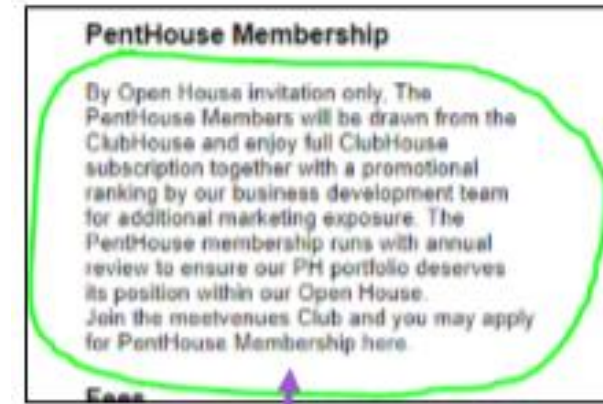 PentHouse Membership
By Open House invitation only. The
PentHouse Members will be drawn from the
ClubHouse and enjoy full ClubHouse
subscription together with a promotional
ranking by our business development team
for additional marketing exposure. The
PentHouse membership runs with annual
review to ensure our PH portfolio deserves
its position within our Open House.
Join the meetvenues Club and you may apply
for PentHouse Membership here.
Fees